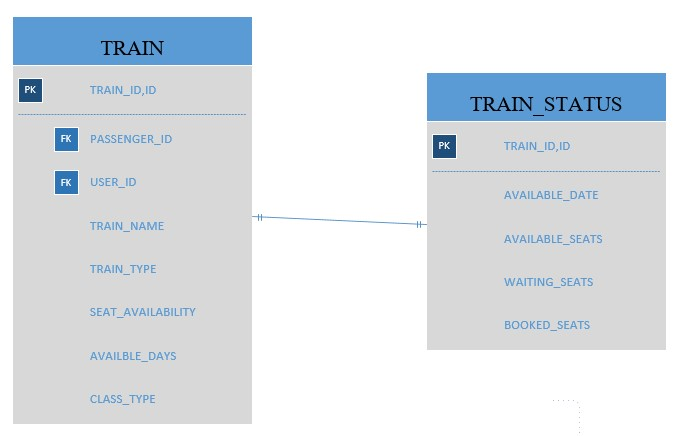 TRAIN
PK TRAIN_ID,ID
FK PASSENGER_ID
FK USER_ID
TRAIN_NAME
TRAIN_TYPE
SEAT_AVAILABILITY
AVAILBLE_DAYS
CLASS_TYPE
TRAIN_STATUS
PK TRAIN_ID,ID
AVAILABLE_DATE
AVAILABLE_SEATS
WAITING_SEATS
BOOKED_SEATS